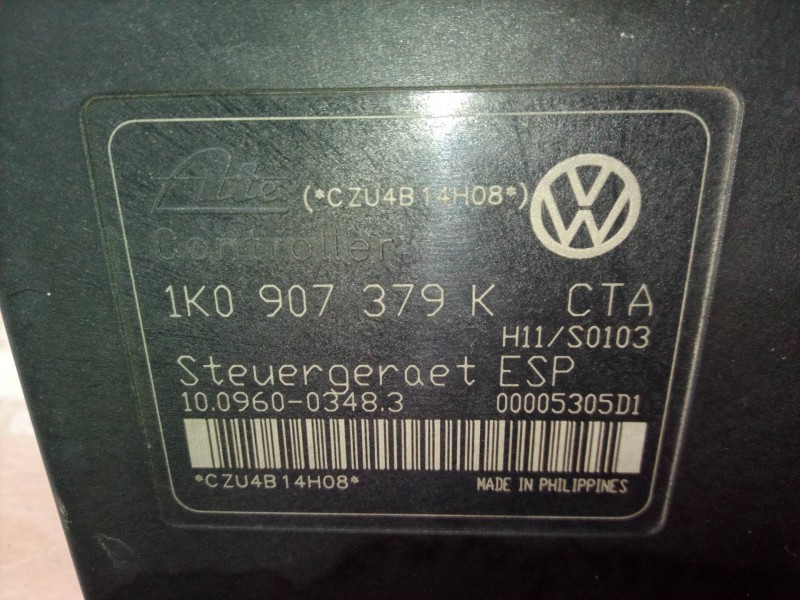 Ate (*CZU4B14H08*) VW
Controller
1K0 907 379 K CTA
H11/S0103
Steuergeraet ESP
10.0960-0348.3 00005305D1
*CZU4B14H08* MADE IN PHILIPPINES